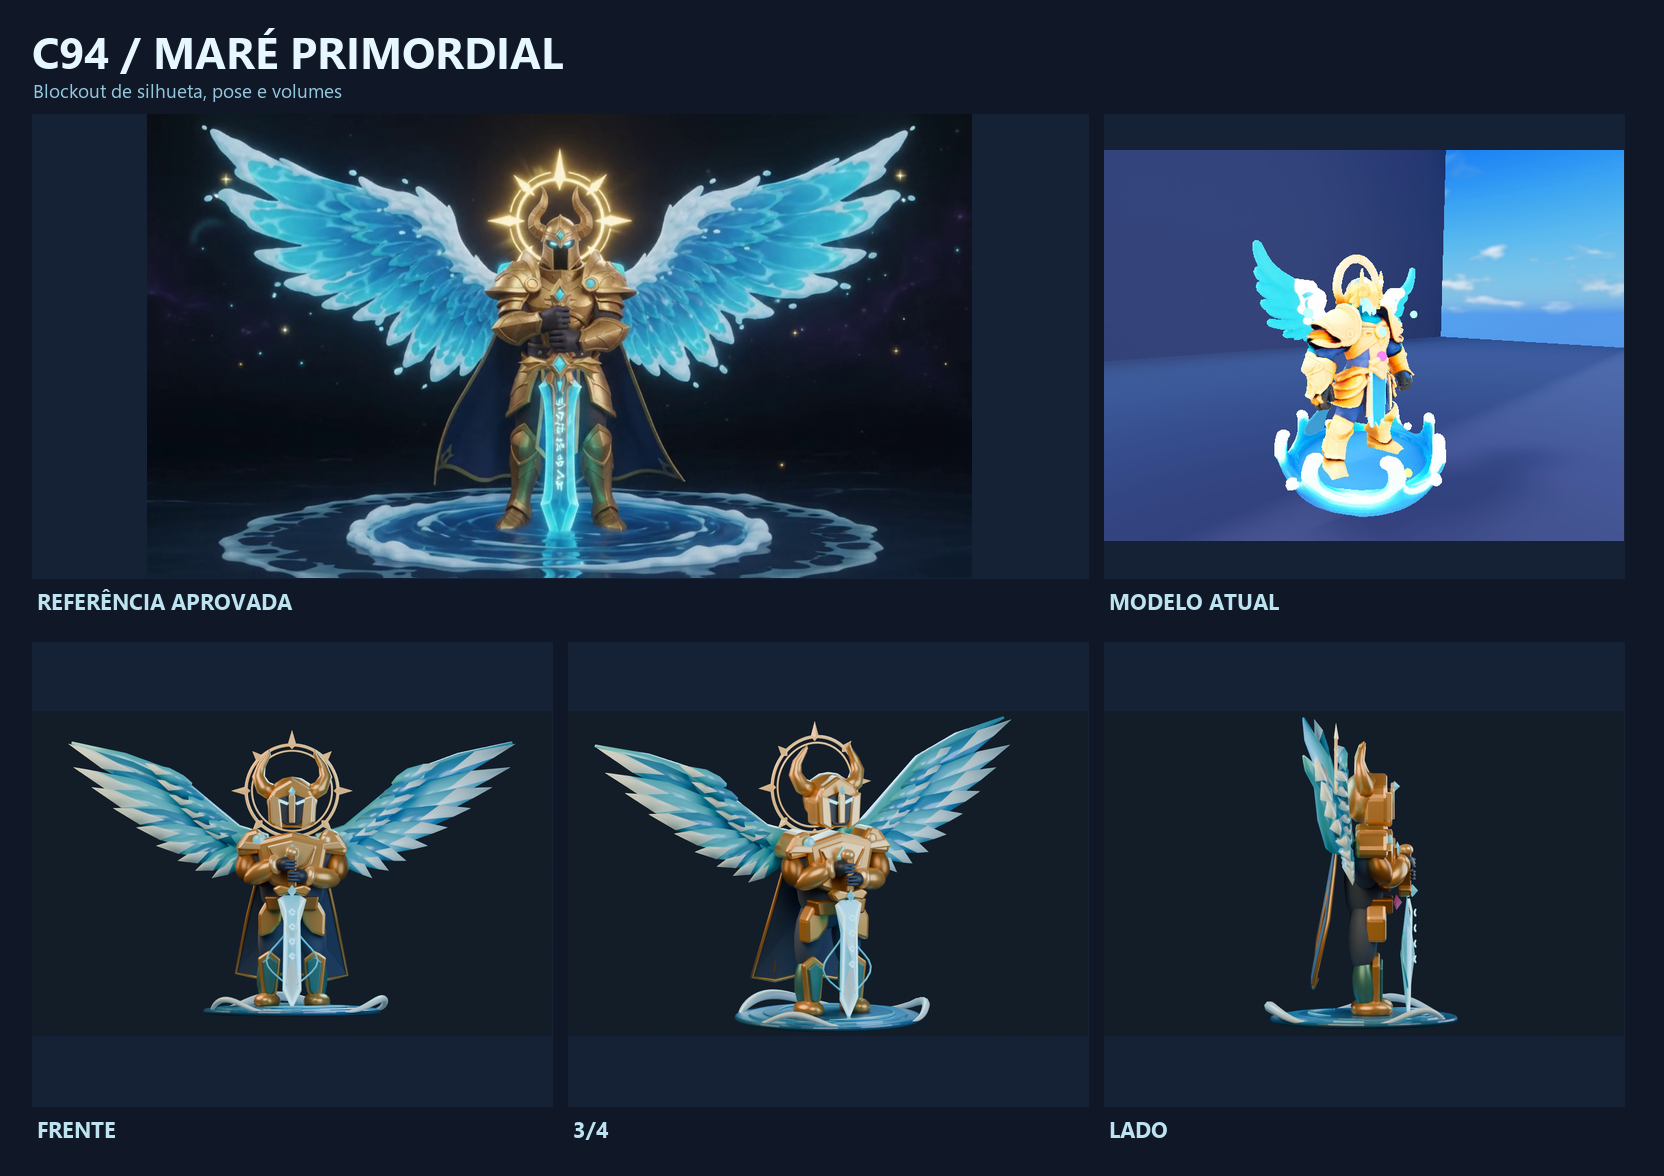 C94 / MARÉ PRIMORDIAL
Blockout de silhueta, pose e volumes
REFERÊNCIA APROVADA
MODELO ATUAL
FRENTE
3/4
LADO